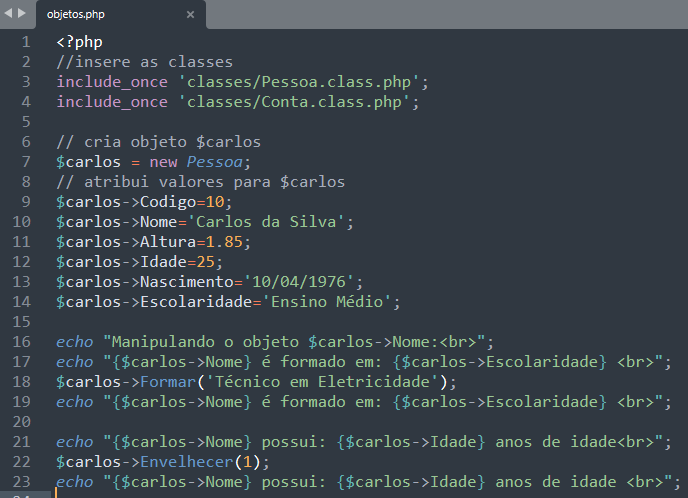 objetos.php
1 <?php
2 //insere as classes
3 include_once 'classes/Pessoa.class.php';
4 include_once 'classes/Conta.class.php';
5
6 // cria objeto $carlos
7 $carlos = new Pessoa;
8 // atribui valores para $carlos
9 $carlos->Codigo=10;
10 $carlos->Nome='Carlos da Silva';
11 $carlos->Altura=1.85;
12 $carlos->Idade=25;
13 $carlos->Nascimento='10/04/1976';
14 $carlos->Escolaridade='Ensino Médio';
15
16 echo "Manipulando o objeto $carlos->Nome:<br>";
17 echo "{$carlos->Nome} é formado em: {$carlos->Escolaridade} <br>";
18 $carlos->Formar('Técnico em Eletricidade');
19 echo "{$carlos->Nome} é formado em: {$carlos->Escolaridade} <br>";
20
21 echo "{$carlos->Nome} possui: {$carlos->Idade} anos de idade<br>";
22 $carlos->Envelhecer(1);
23 echo "{$carlos->Nome} possui: {$carlos->Idade} anos de idade <br>";
24